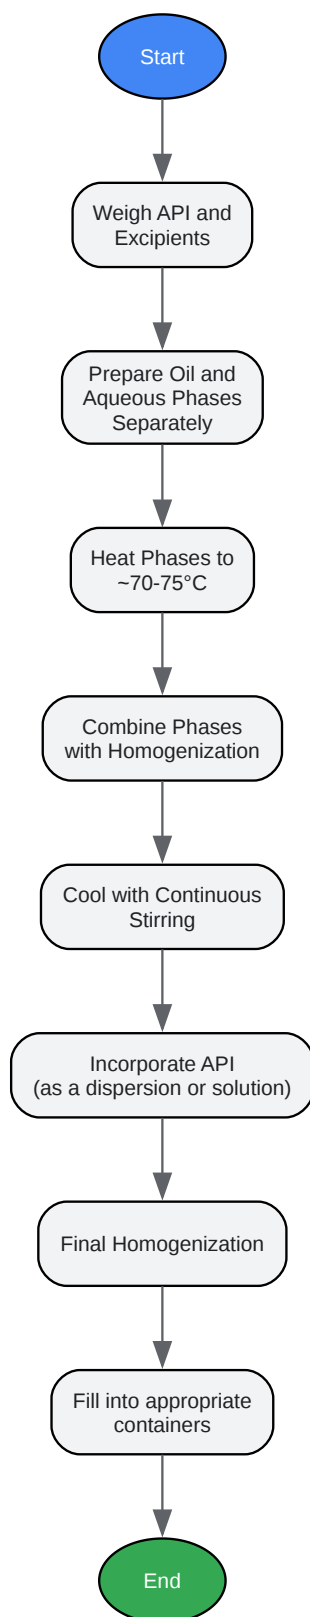 Start
Weigh API and
Excipients
Prepare Oil and
Aqueous Phases
Separately
Heat Phases to
~70-75°C
Combine Phases
with Homogenization
Cool with Continuous
Stirring
Incorporate API
(as a dispersion or solution)
Final Homogenization
Fill into appropriate
containers
End